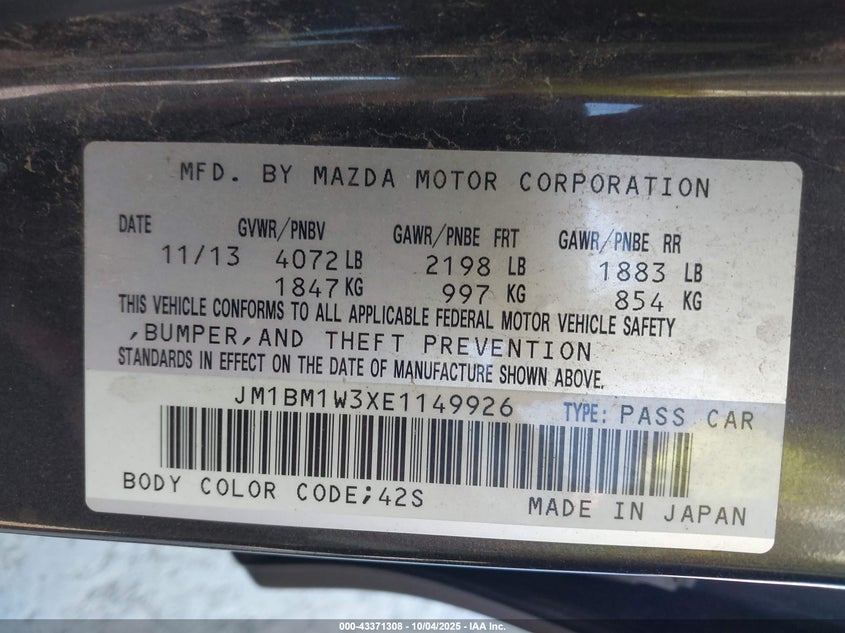 MFD. BY MAZDA MOTOR CORPORATION
DATE GVWR/PNBV GAWR/PNBE FRT GAWR/PNBE RR
11/13 4072 LB 2198 LB 1883 LB
1847 KG 997 KG 854 KG
THIS VEHICLE CONFORMS TO ALL APPLICABLE FEDERAL MOTOR VEHICLE SAFETY
,BUMPER,AND THEFT PREVENTION
STANDARDS IN EFFECT ON THE DATE OF MANUFACTURE SHOWN ABOVE.
JM1BM1W3XE1149926 TYPE: PASS CAR
BODY COLOR CODE;42S MADE IN JAPAN
000-43371308 - 10/04/2025 - IAA Inc.